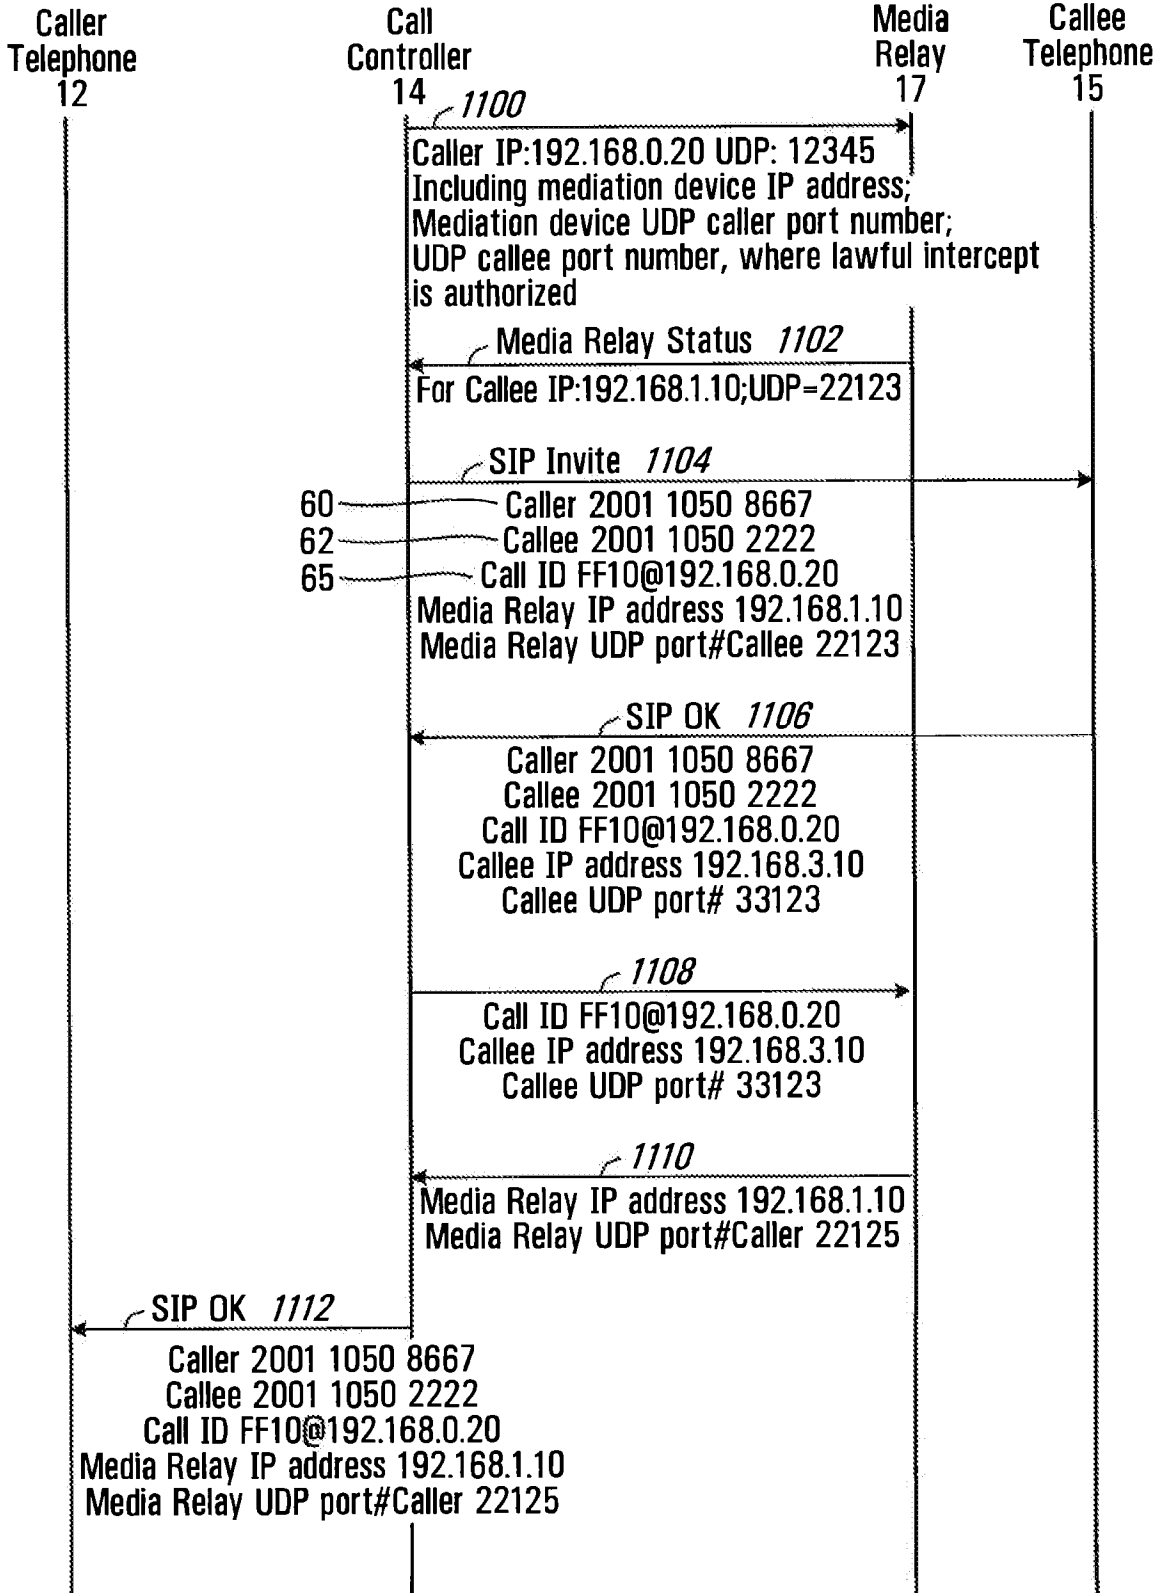 Caller
Telephone
12
Call
Controller
14
Media
Relay
17
Callee
Telephone
15
1100
Caller IP:192.168.0.20 UDP: 12345
Including mediation device IP address;
Mediation device UDP caller port number;
UDP callee port number, where lawful intercept
is authorized
Media Relay Status 1102
For Callee IP:192.168.1.10;UDP=22123
SIP Invite 1104
60 Caller 2001 1050 8667
62 Callee 2001 1050 2222
65 Call ID FF10@192.168.0.20
Media Relay IP address 192.168.1.10
Media Relay UDP port#Callee 22123
SIP OK 1106
Caller 2001 1050 8667
Callee 2001 1050 2222
Call ID FF10@192.168.0.20
Callee IP address 192.168.3.10
Callee UDP port# 33123
1108
Call ID FF10@192.168.0.20
Callee IP address 192.168.3.10
Callee UDP port# 33123
1110
Media Relay IP address 192.168.1.10
Media Relay UDP port#Caller 22125
SIP OK 1112
Caller 2001 1050 8667
Callee 2001 1050 2222
Call ID FF10@192.168.0.20
Media Relay IP address 192.168.1.10
Media Relay UDP port#Caller 22125